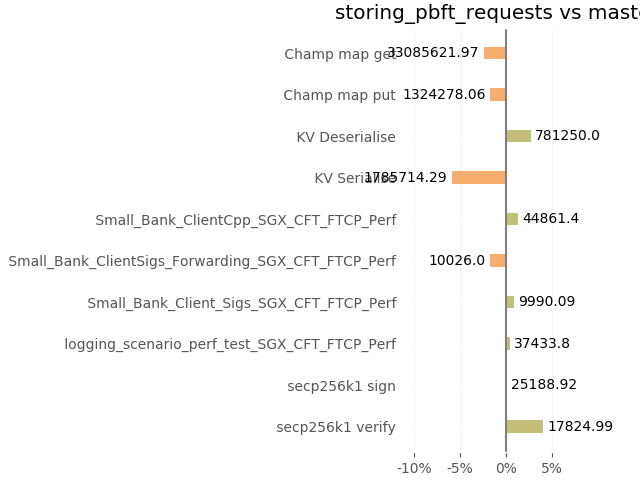 storing_pbft_requests vs maste
Champ map get 33085621.97
Champ map put 1324278.06
KV Deserialise 781250.0
KV Serialise 1785714.29
Small_Bank_ClientCpp_SGX_CFT_FTCP_Perf 44861.4
Small_Bank_ClientSigs_Forwarding_SGX_CFT_FTCP_Perf 10026.0
Small_Bank_Client_Sigs_SGX_CFT_FTCP_Perf 9990.09
logging_scenario_perf_test_SGX_CFT_FTCP_Perf 37433.8
secp256k1 sign 25188.92
secp256k1 verify 17824.99
-10% -5% 0% 5%